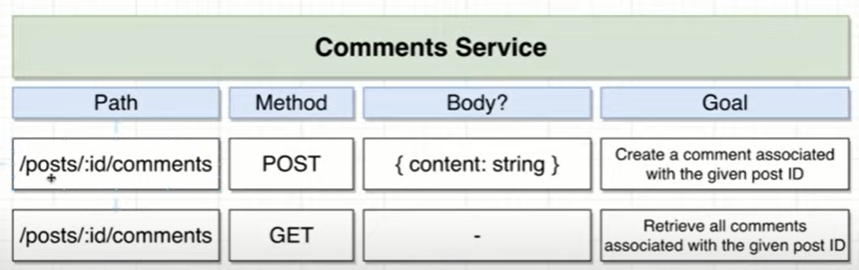 Comments Service
Path Method Body? Goal
/posts/:id/comments POST { content: string } Create a comment associated
with the given post ID
/posts/:id/comments GET - Retrieve all comments
associated with the given post ID